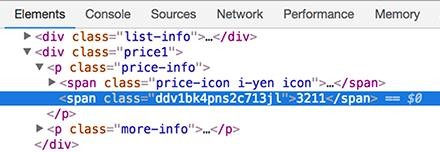 Elements Console Sources Network Performance Memory
▶<div class="list-info">…</div>
▼<div class="price1">
▼<p class="price-info">
▶<span class="price-icon i-yen icon">…</span>
<span class="ddv1bk4pns2c713jl">3211</span> == $0
</p>
▶<p class="more-info">…</p>
</div>